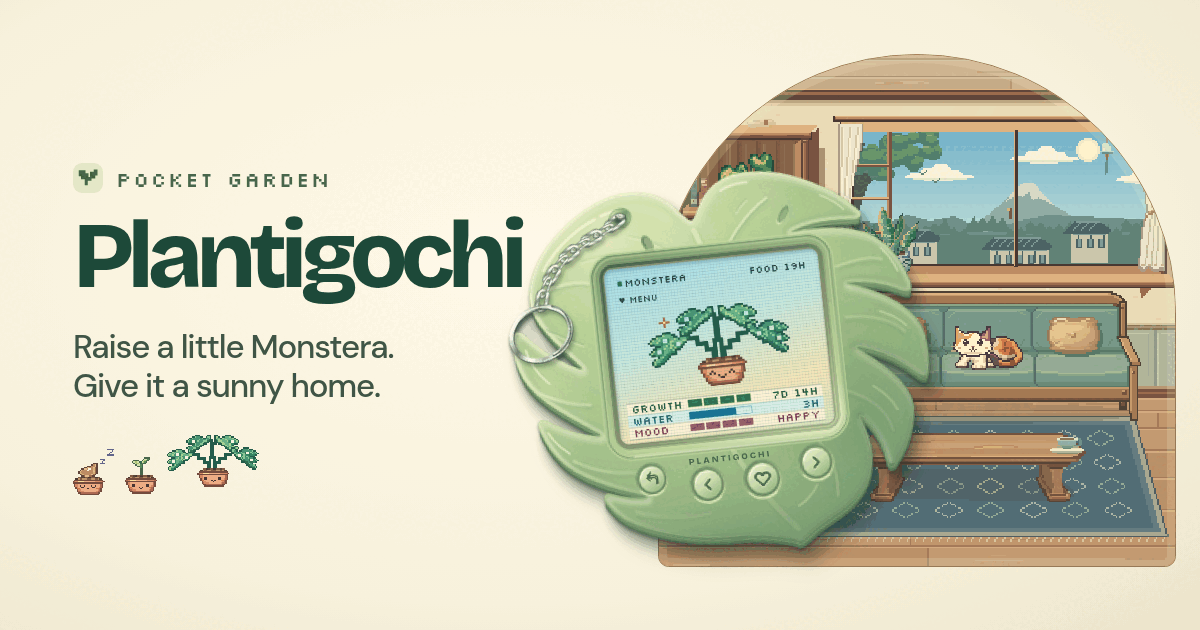 POCKET GARDEN
Plantigochi
Raise a little Monstera.
Give it a sunny home.
z
z
MONSTERA
FOOD 19H
♥ MENU
GROWTH 7D 14H
WATER 3H
MOOD HAPPY
PLANTIGOCHI